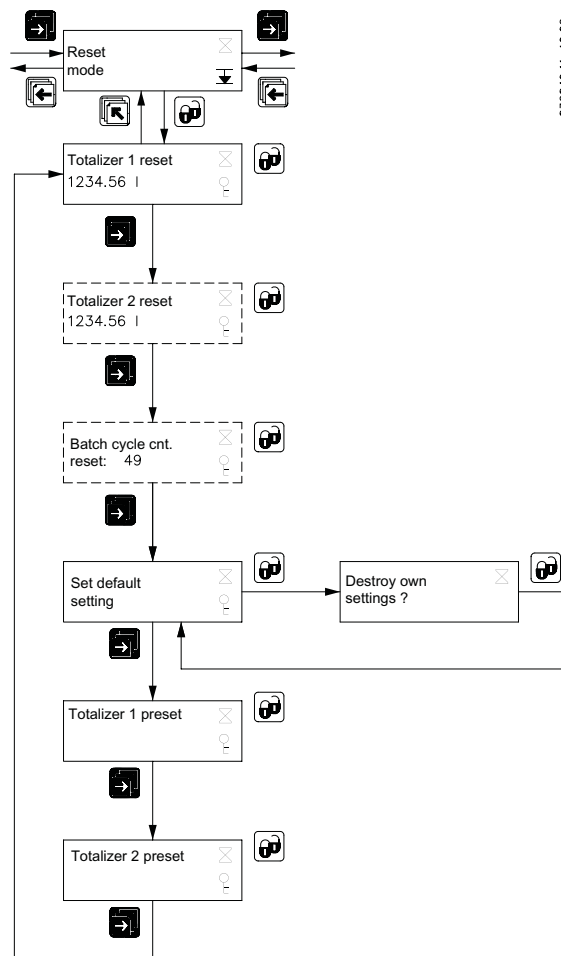 Reset
mode
Totalizer 1 reset
1234.56 l
Totalizer 2 reset
1234.56 l
Batch cycle cnt.
reset: 49
Set default
setting
Destroy own
settings ?
Totalizer 1 preset
Totalizer 2 preset